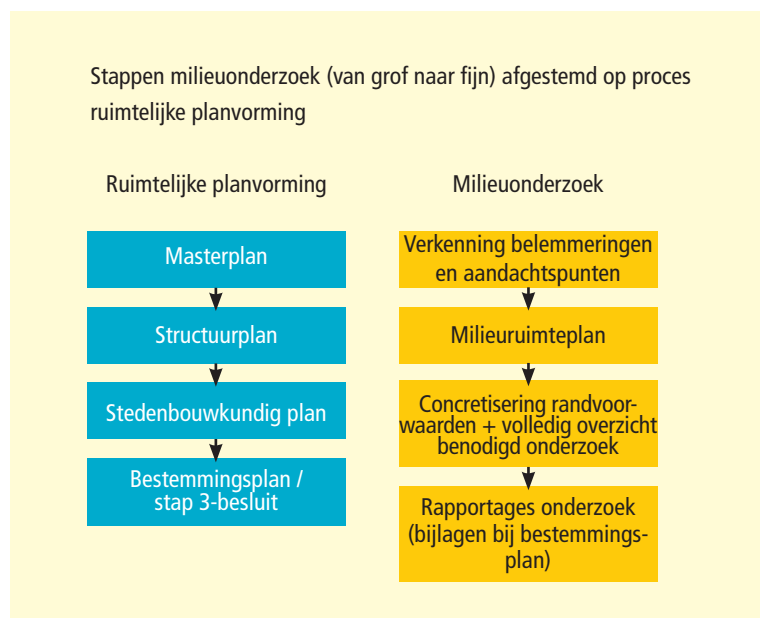 Stappen milieuonderzoek (van grof naar fijn) afgestemd op proces
ruimtelijke planvorming
Ruimtelijke planvorming
Masterplan
Structuurplan
Stedenbouwkundig plan
Bestemmingsplan /
stap 3-besluit
Milieuonderzoek
Verkenning belemmeringen
en aandachtspunten
Milieuruimteplan
Concretisering randvoor-
waarden + volledig overzicht
benodigd onderzoek
Rapportages onderzoek
(bijlagen bij bestemmings-
plan)